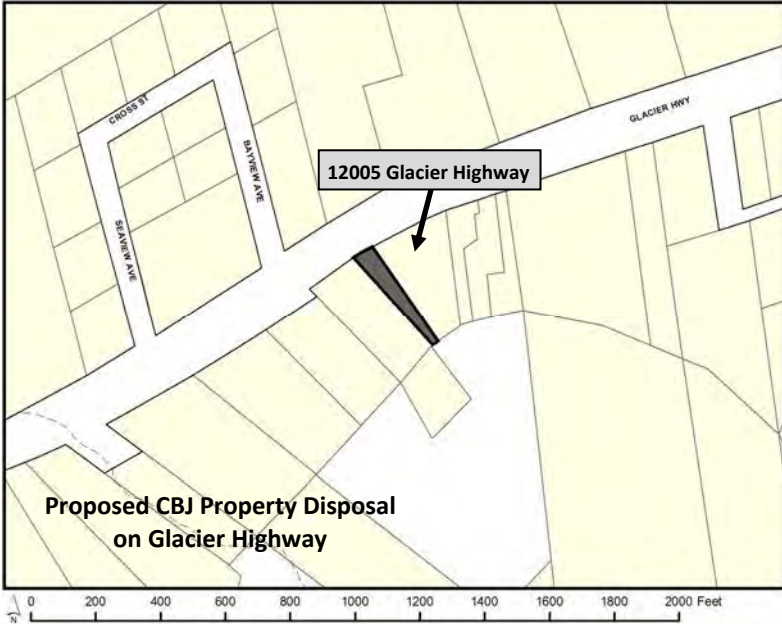 CROSS ST
GLACIER HWY
BAYVIEW AVE
12005 Glacier Highway
SEAVIEW AVE
Proposed CBJ Property Disposal
on Glacier Highway
N
0 200 400 600 800 1000 1200 1400 1600 1800 2000 Feet